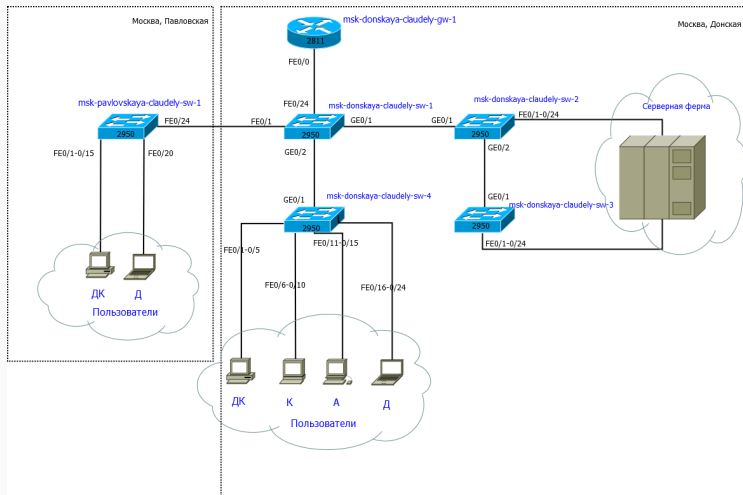 msk-donskaya-claudely-gw-1
Москва, Павловская
Москва, Донская
2811
FE0/0
msk-pavlovskaya-claudely-sw-1
FE0/24
msk-donskaya-claudely-sw-1
msk-donskaya-claudely-sw-2
Серверная ферма
FE0/24
FE0/1
GE0/1
GE0/1
FE0/1-0/24
2950
2950
2950
FE0/1-0/15
FE0/20
GE0/2
GE0/2
GE0/1
msk-donskaya-claudely-sw-4
GE0/1
msk-donskaya-claudely-sw-3
2950
2950
FE0/1-0/5
FE0/11-0/15
FE0/1-0/24
FE0/6-0/10
FE0/16-0/24
ДК
Д
Пользователи
ДК
К
А
Д
Пользователи